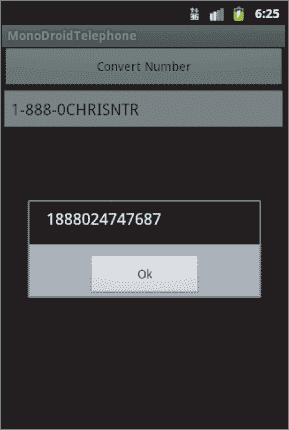 6:25
MonoDroidTelephone
Convert Number
1-888-0CHRISNTR
1888024747687
Ok